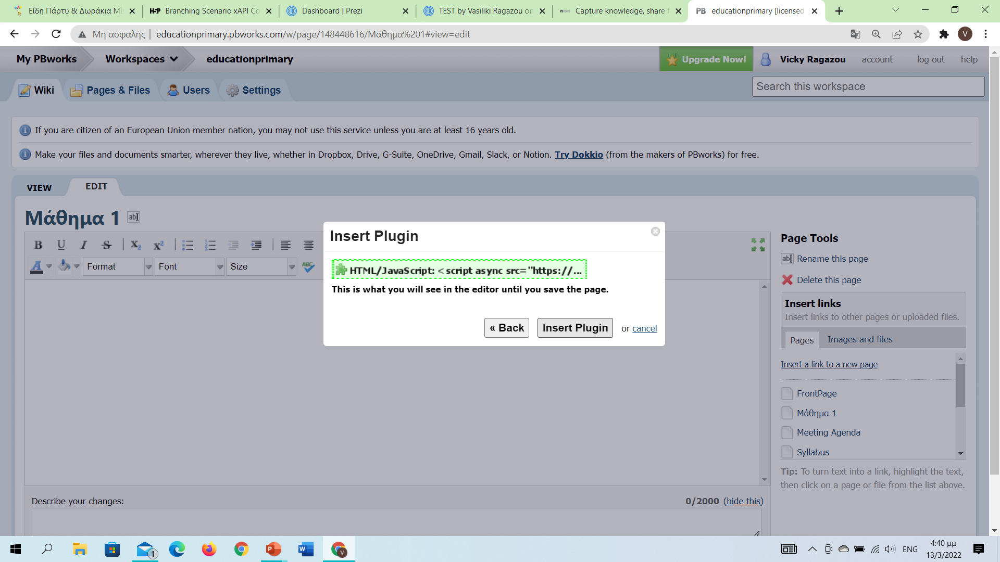 Είδη Πάρτυ & Δωράκια Μί
Branching Scenario xAPI Co
Dashboard | Prezi
TEST by Vasiliki Ragazou on
Capture knowledge, share f
PB educationprimary [licensed
Μη ασφαλής | educationprimary.pbworks.com/w/page/148448616/Μάθημα%201#view=edit
V
My PBworks
Workspaces
educationprimary
Upgrade Now!
Vicky Ragazou
account
log out
help
Wiki
Pages & Files
Users
Settings
Search this workspace
If you are citizen of an European Union member nation, you may not use this service unless you are at least 16 years old.
Make your files and documents smarter, wherever they live, whether in Dropbox, Drive, G-Suite, OneDrive, Gmail, Slack, or Notion. Try Dokkio (from the makers of PBworks) for free.
VIEW
EDIT
Μάθημα 1
Format
Font
Size
Insert Plugin
HTML/JavaScript: <script async src="https://...
This is what you will see in the editor until you save the page.
« Back
Insert Plugin
or cancel
Page Tools
Rename this page
Delete this page
Insert links
Insert links to other pages or uploaded files.
Pages
Images and files
Insert a link to a new page
FrontPage
Μάθημα 1
Meeting Agenda
Syllabus
Tip: To turn text into a link, highlight the text,
then click on a page or file from the list above.
Describe your changes:
0/2000 (hide this)
1
ENG
4:40 μμ
13/3/2022